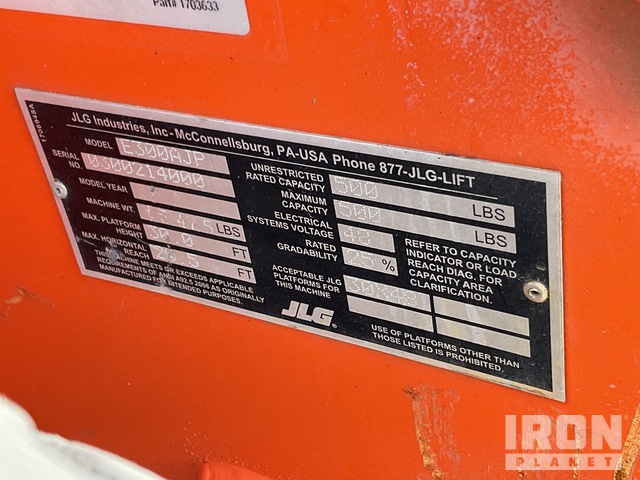 Part# 1703633
JLG Industries, Inc - McConnellsburg, PA-USA Phone 877-JLG-LIFT
MODEL E300AJP
SERIAL NO. 0300214000
MODEL YEAR
MACHINE WT. LBS
MAX. PLATFORM HEIGHT 30.0 FT
MAX. HORIZONTAL REACH FT
THIS MACHINE MEETS OR EXCEEDS APPLICABLE
REQUIREMENTS OF ANSI A92.5 2006 AS ORIGINALLY
MANUFACTURED FOR INTENDED PURPOSES.
UNRESTRICTED RATED CAPACITY 500 LBS
MAXIMUM CAPACITY 500 LBS
ELECTRICAL SYSTEMS VOLTAGE 48
RATED GRADABILITY 25 %
ACCEPTABLE JLG
PLATFORMS FOR
THIS MACHINE
30X48
REFER TO CAPACITY
INDICATOR OR LOAD
REACH DIAG. FOR
CAPACITY AREA
CLARIFICATION.
JLG
USE OF PLATFORMS OTHER THAN
THOSE LISTED IS PROHIBITED.
IRON
PLANET